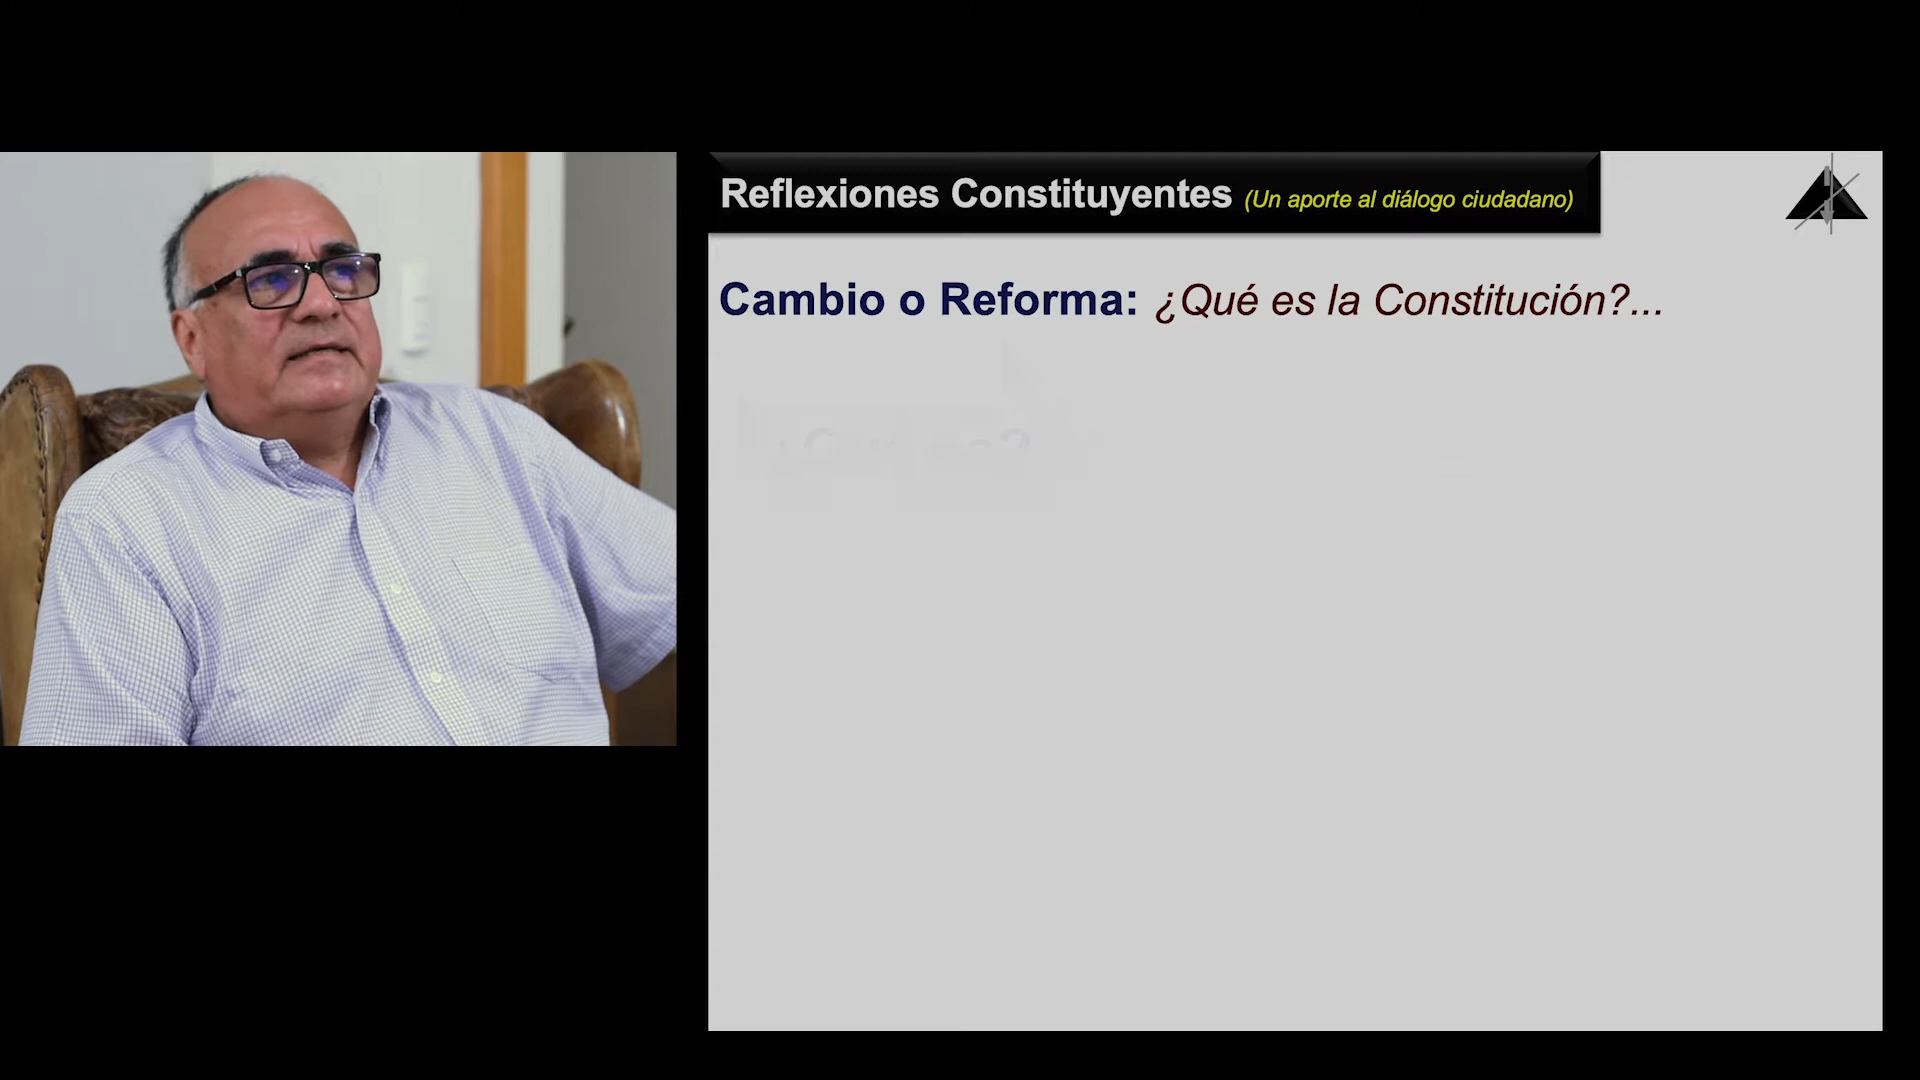 Reflexiones Constituyentes (Un aporte al diálogo ciudadano)
Cambio o Reforma: ¿Qué es la Constitución?...